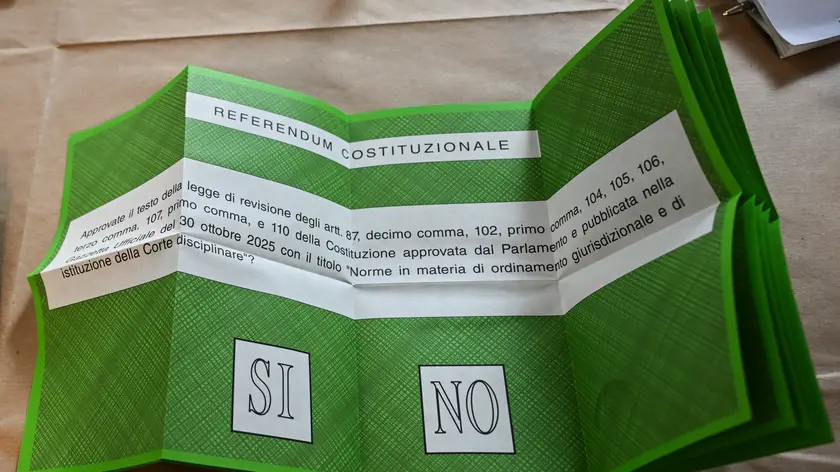 REFERENDUM COSTITUZIONALE
Approvate il testo della legge di revisione degli artt. 87, decimo comma, 102, primo comma, 104, 105, 106,
terzo comma, 107, primo comma, e 110 della Costituzione approvata dal Parlamento e pubblicata nella
Gazzetta Ufficiale del 30 ottobre 2025 con il titolo "Norme in materia di ordinamento giurisdizionale e di
istituzione della Corte disciplinare"?
SI NO